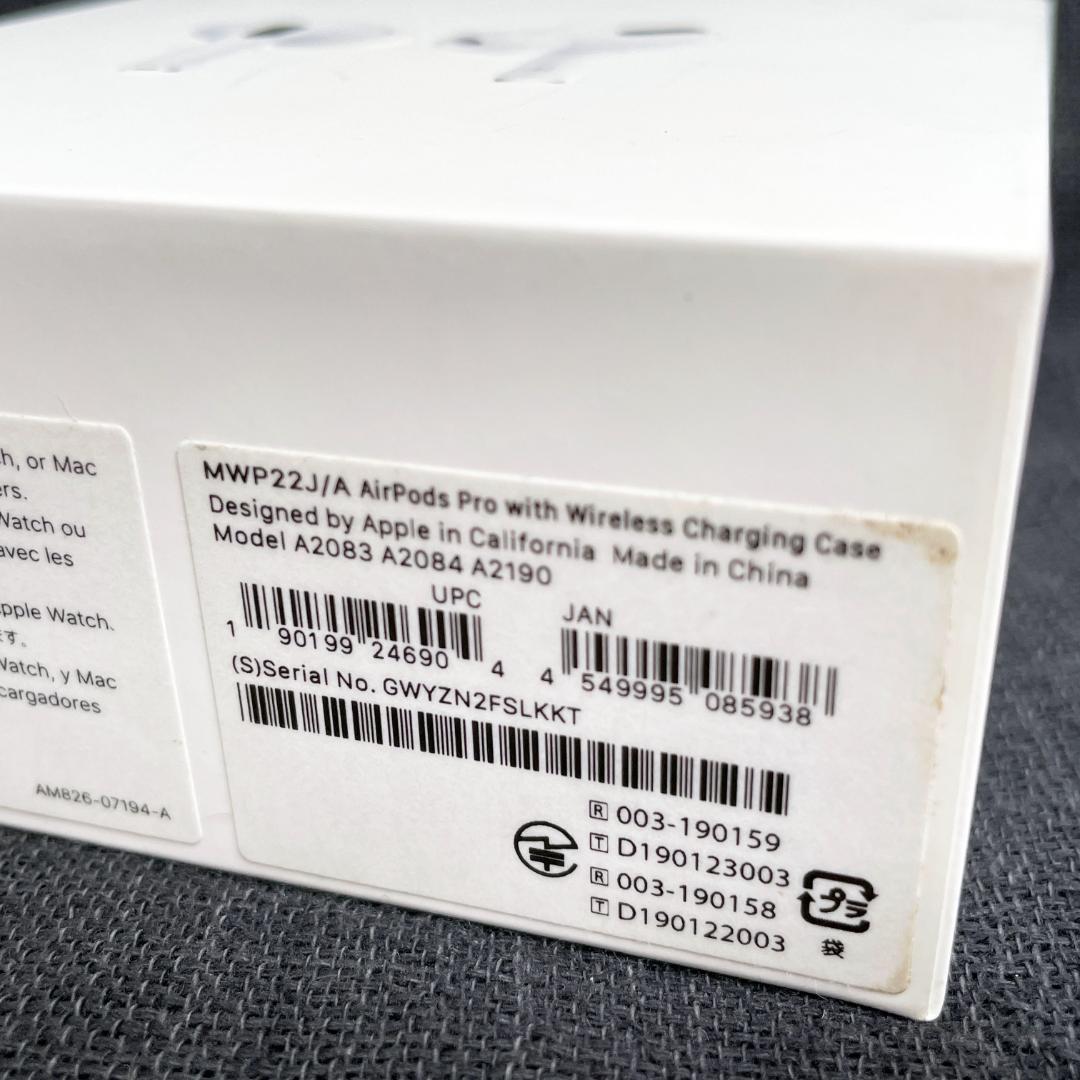 h, or Mac
ers.
Watch ou
avec les
Apple Watch.
ます。
Watch, y Mac
cargadores
AM826-07194-A
MWP22J/A AirPods Pro with Wireless Charging Case
Designed by Apple in California Made in China
Model A2083 A2084 A2190
UPC
1 90199 24690 4
JAN
4 549995 085938
(S)Serial No. GWYZN2FSLKKT
R 003-190159
T D190123003
R 003-190158
T D190122003
プラ
袋